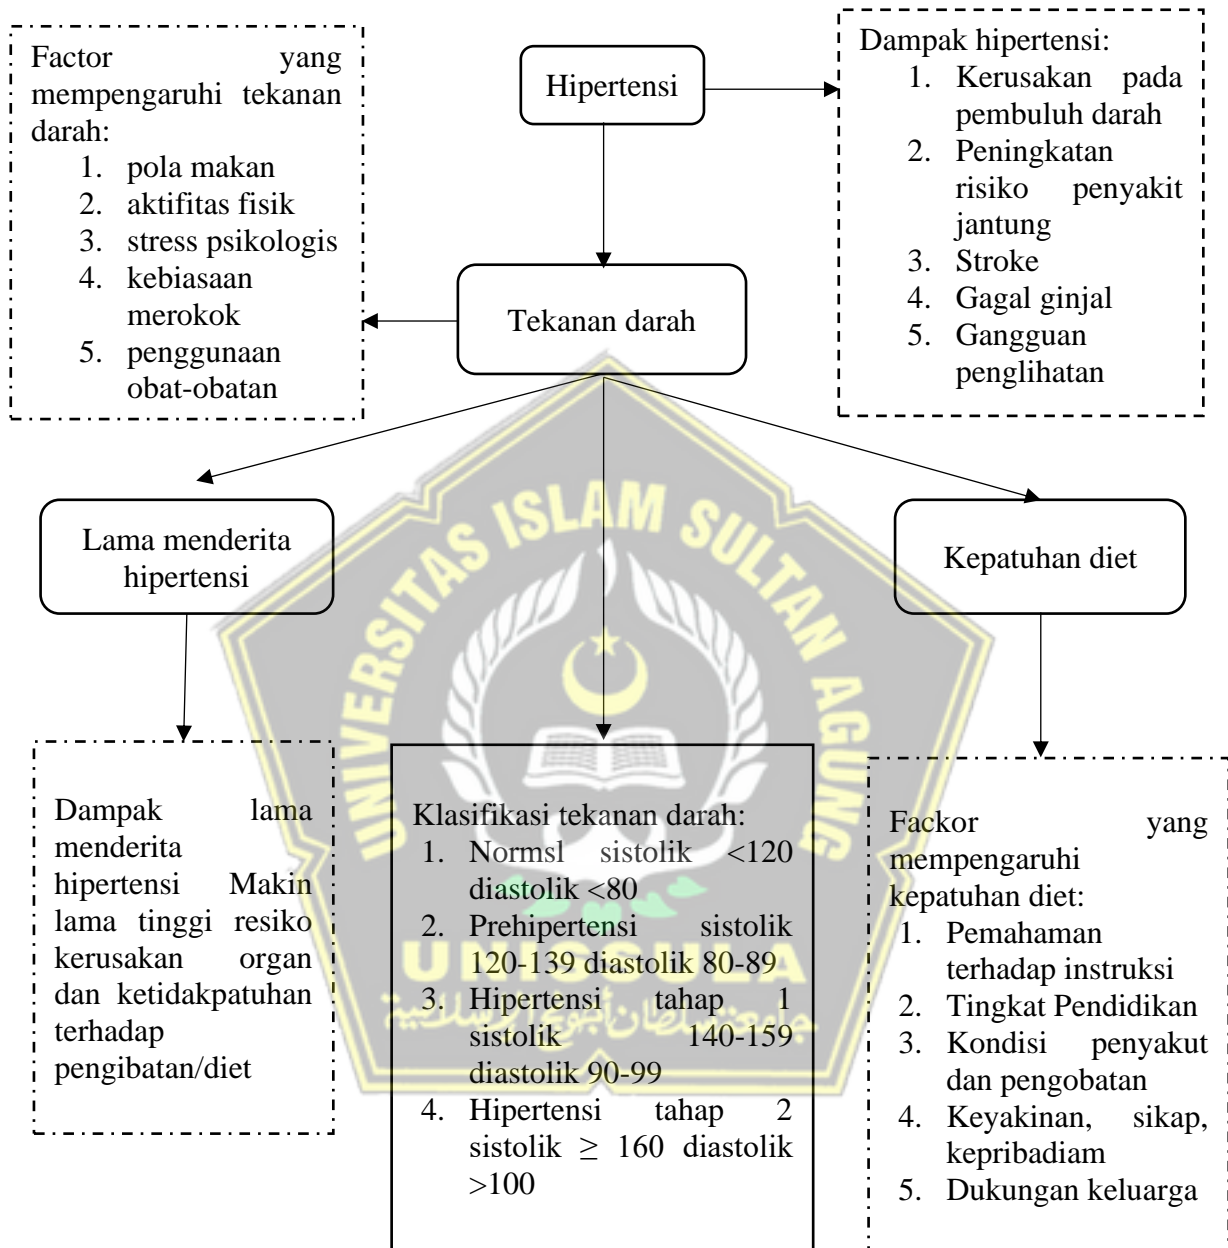 Factor yang
mempengaruhi tekanan
darah:
1. pola makan
2. aktifitas fisik
3. stress psikologis
4. kebiasaan
merokok
5. penggunaan
obat-obatan
Hipertensi
Dampak hipertensi:
1. Kerusakan pada
pembuluh darah
2. Peningkatan
risiko penyakit
jantung
3. Stroke
4. Gagal ginjal
5. Gangguan
penglihatan
Tekanan darah
Lama menderita
hipertensi
Kepatuhan diet
UNIVERSITAS ISLAM SULTAN AGUNG
Dampak lama
menderita
hipertensi Makin
lama tinggi resiko
kerusakan organ
dan ketidakpatuhan
terhadap
pengibatan/diet
Klasifikasi tekanan darah:
1. Normsl sistolik <120
diastolik <80
2. Prehipertensi sistolik
120-139 diastolik 80-89
3. Hipertensi tahap 1
sistolik 140-159
diastolik 90-99
4. Hipertensi tahap 2
sistolik ≥ 160 diastolik
>100
UNISSULA
جامعة سلطان أجونج الإسلامية
Fackor yang
mempengaruhi
kepatuhan diet:
1. Pemahaman
terhadap instruksi
2. Tingkat Pendidikan
3. Kondisi penyakut
dan pengobatan
4. Keyakinan, sikap,
kepribadiam
5. Dukungan keluarga